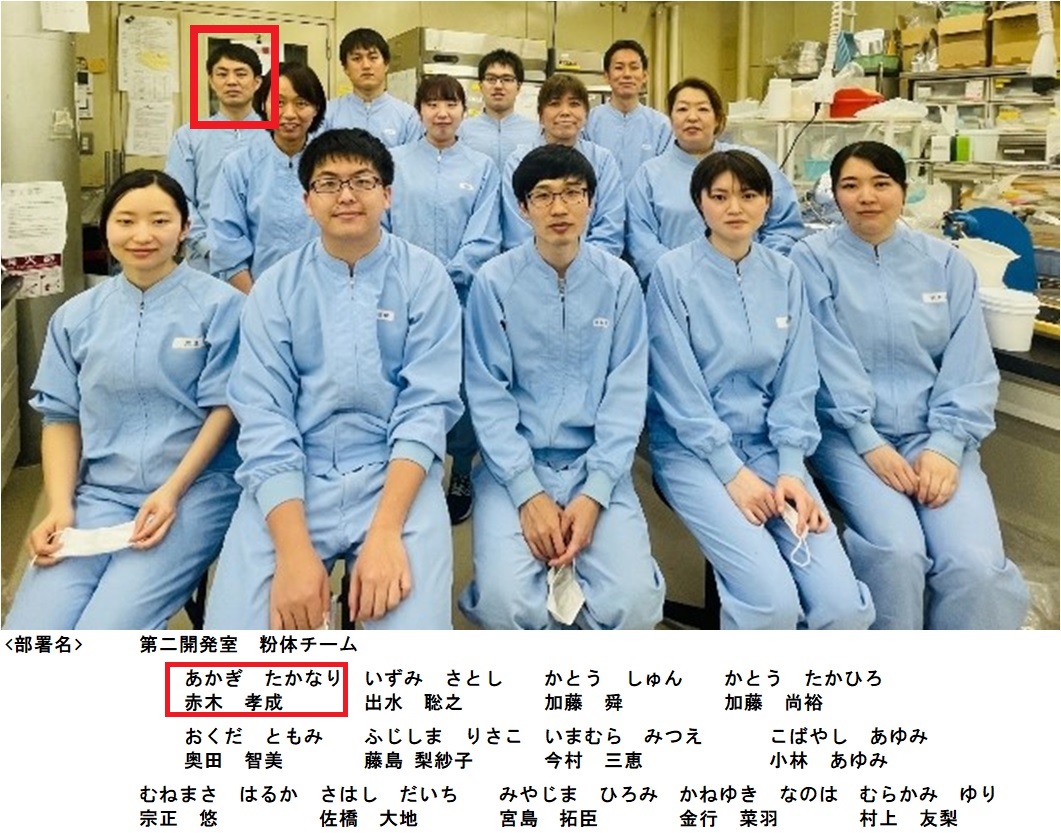 <部署名>　第二開発室　粉体チーム
あかぎ　たかなり　いずみ　さとし　かとう　しゅん　かとう　たかひろ
赤木　孝成　出水　聡之　加藤　舜　加藤　尚裕
おくだ　ともみ　ふじしま　りさこ　いまむら　みつえ　こばやし　あゆみ
奥田　智美　藤島 梨紗子　今村　三恵　小林　あゆみ
むねまさ　はるか　さはし　だいち　みやじま　ひろみ　かねゆき　なのは　むらかみ　ゆり
宗正　悠　佐橋　大地　宮島　拓臣　金行　菜羽　村上　友梨